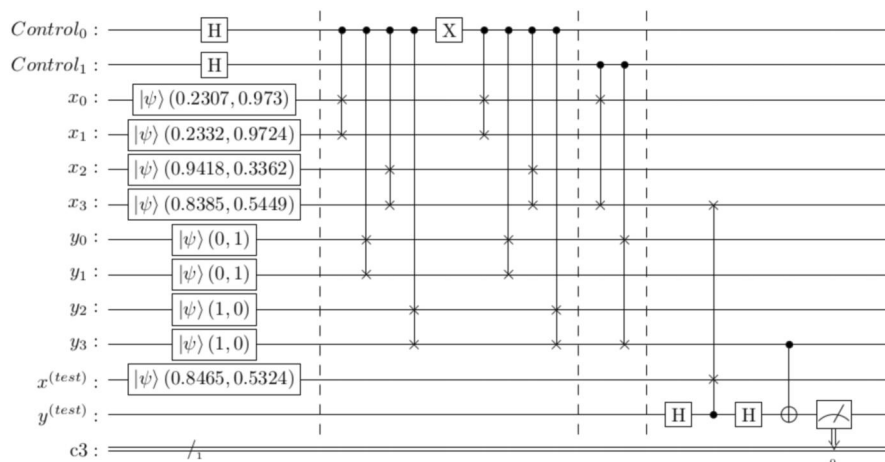 Control₀ : H X
Control₁ : H
x₀ : |ψ⟩ (0.2307, 0.973)
x₁ : |ψ⟩ (0.2332, 0.9724)
x₂ : |ψ⟩ (0.9418, 0.3362)
x₃ : |ψ⟩ (0.8385, 0.5449)
y₀ : |ψ⟩ (0, 1)
y₁ : |ψ⟩ (0, 1)
y₂ : |ψ⟩ (1, 0)
y₃ : |ψ⟩ (1, 0)
x⁽ᵗᵉˢᵗ⁾ : |ψ⟩ (0.8465, 0.5324)
y⁽ᵗᵉˢᵗ⁾ : H H
c3 : 1